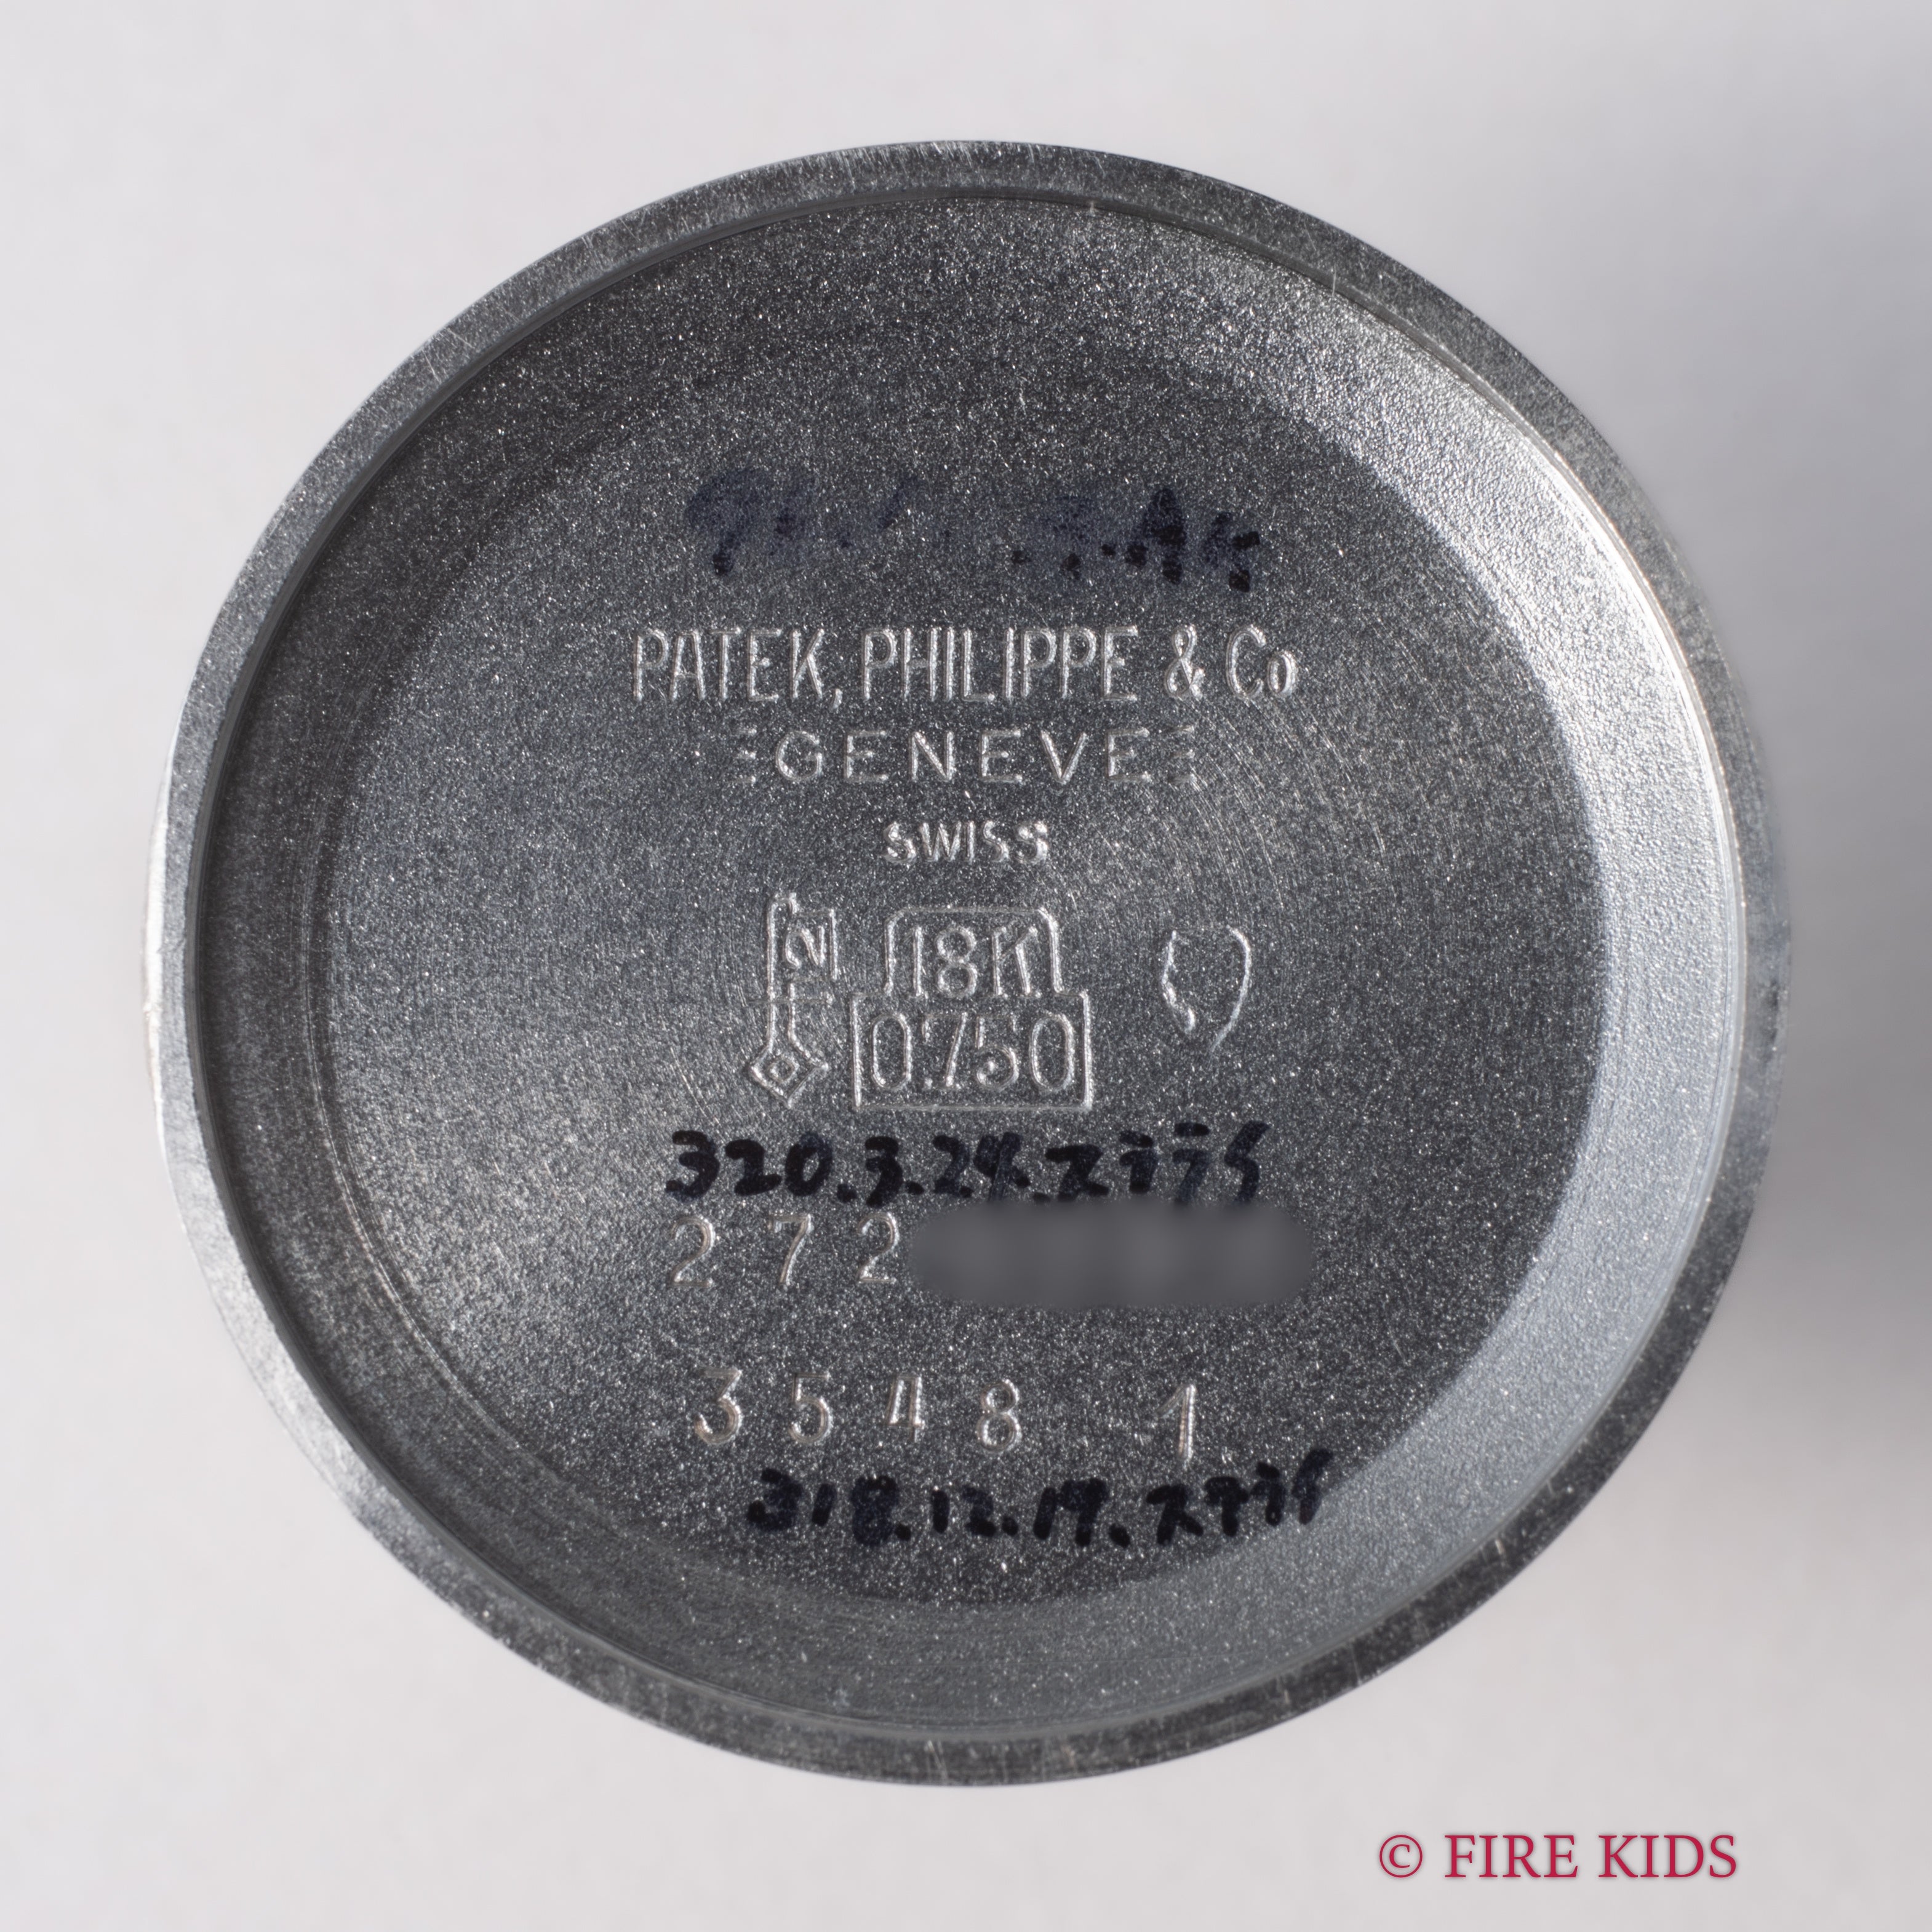 PATEK, PHILIPPE & Co
GENEVE
SWISS
12
18K
0.750
320.3.24.
272
3548 1
318.12.19.
© FIRE KIDS